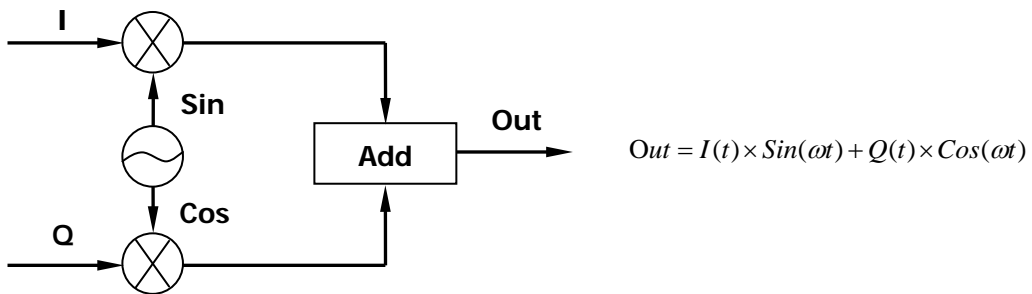 I
Sin
Add
Out
Out = I(t) × Sin(ωt) + Q(t) × Cos(ωt)
Cos
Q